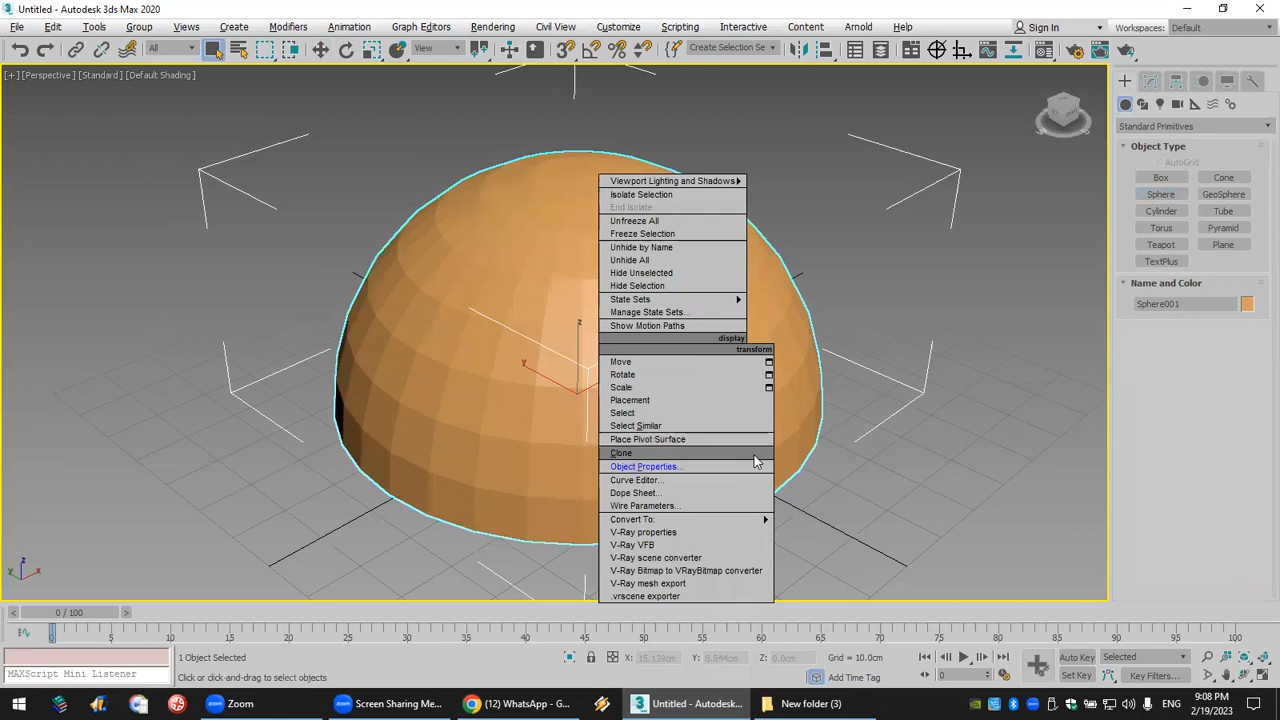 Untitled - Autodesk 3ds Max 2020
File Edit Tools Group Views Create Modifiers Animation Graph Editors Rendering Civil View Customize Scripting Interactive Content Arnold Help Sign In Workspaces: Default
All View Create Selection Se
[+] [Perspective] [Standard] [Default Shading]
Standard Primitives
Object Type
AutoGrid
Box Cone
Sphere GeoSphere
Cylinder Tube
Torus Pyramid
Teapot Plane
TextPlus
Name and Color
Sphere001
Viewport Lighting and Shadows
Isolate Selection
End Isolate
Unfreeze All
Freeze Selection
Unhide by Name
Unhide All
Hide Unselected
Hide Selection
State Sets
Manage State Sets...
Show Motion Paths
display
transform
Move
Rotate
Scale
Placement
Select
Select Similar
Place Pivot Surface
Clone
Object Properties...
Curve Editor...
Dope Sheet...
Wire Parameters...
Convert To:
V-Ray properties
V-Ray VFB
V-Ray scene converter
V-Ray Bitmap to VRayBitmap converter
V-Ray mesh export
.vrscene exporter
z
y
z
y x
0 / 100
0 5 10 15 20 25 30 35 40 45 50 55 60 65 70 75 80 85 90 95 100
1 Object Selected X: 15.139cm Y: 8.844cm Z: 0.0cm Grid = 10.0cm Auto Key Selected
MAXScript Mini Listener Click or click-and-drag to select objects Add Time Tag 0 Set Key Key Filters...
Zoom Screen Sharing Me... (12) WhatsApp - G... Untitled - Autodesk... New folder (3) ENG 9:08 PM
2/19/2023